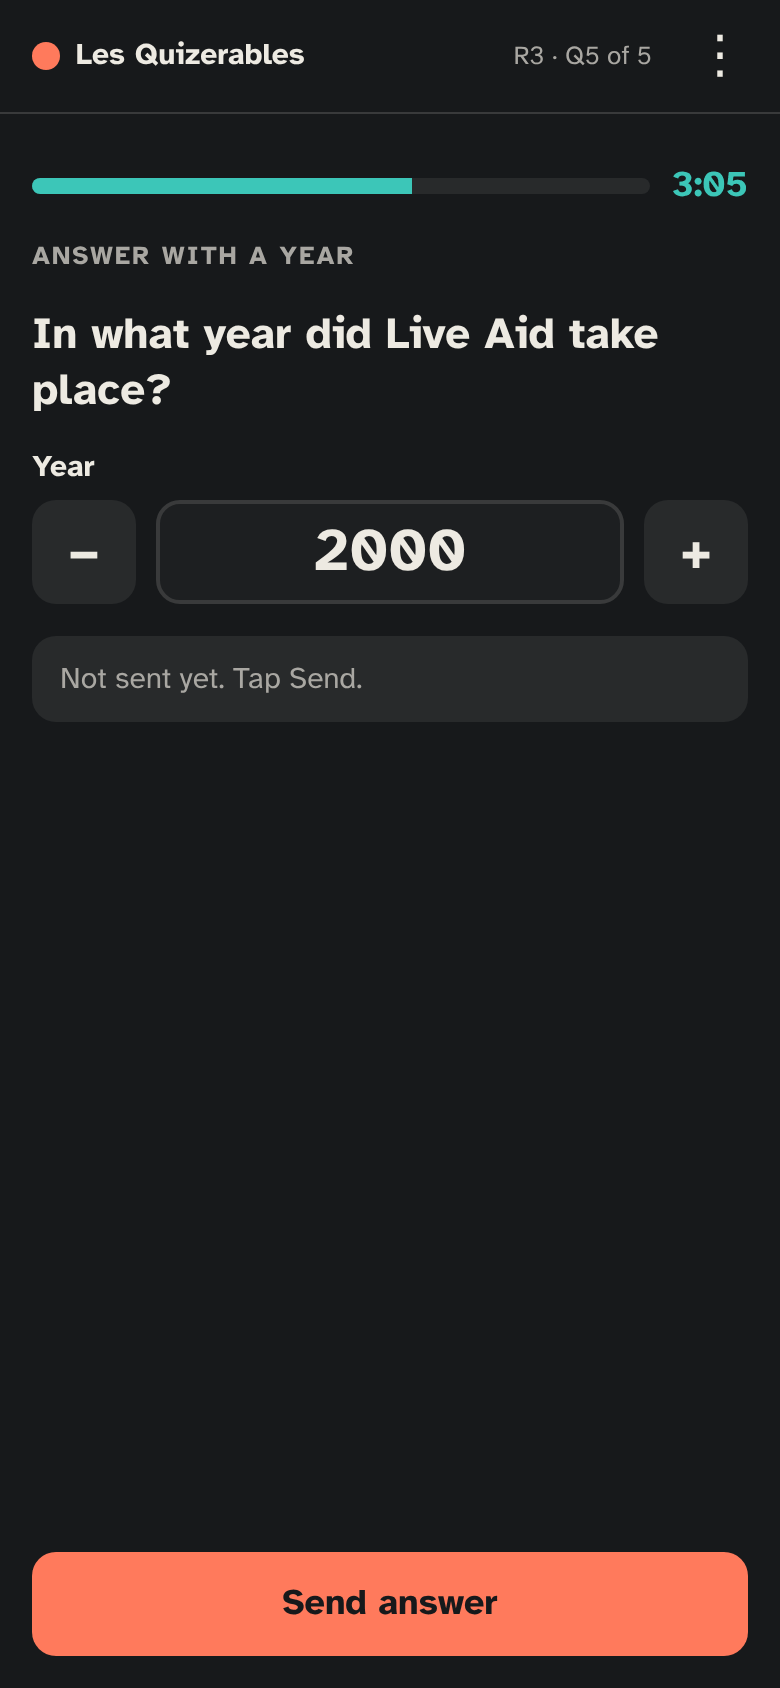 Les Quizerables
R3 · Q5 of 5
3:05
ANSWER WITH A YEAR
In what year did Live Aid take
place?
Year
− 2000 +
Not sent yet. Tap Send.
Send answer